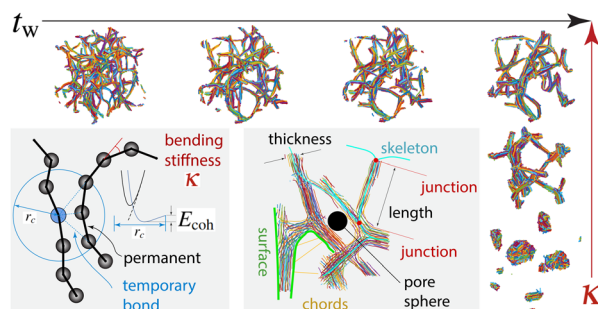 t_w
bending
stiffness
κ
r_c
r_c
E_coh
permanent
temporary
bond
thickness
skeleton
junction
length
junction
surface
pore
sphere
chords
κ